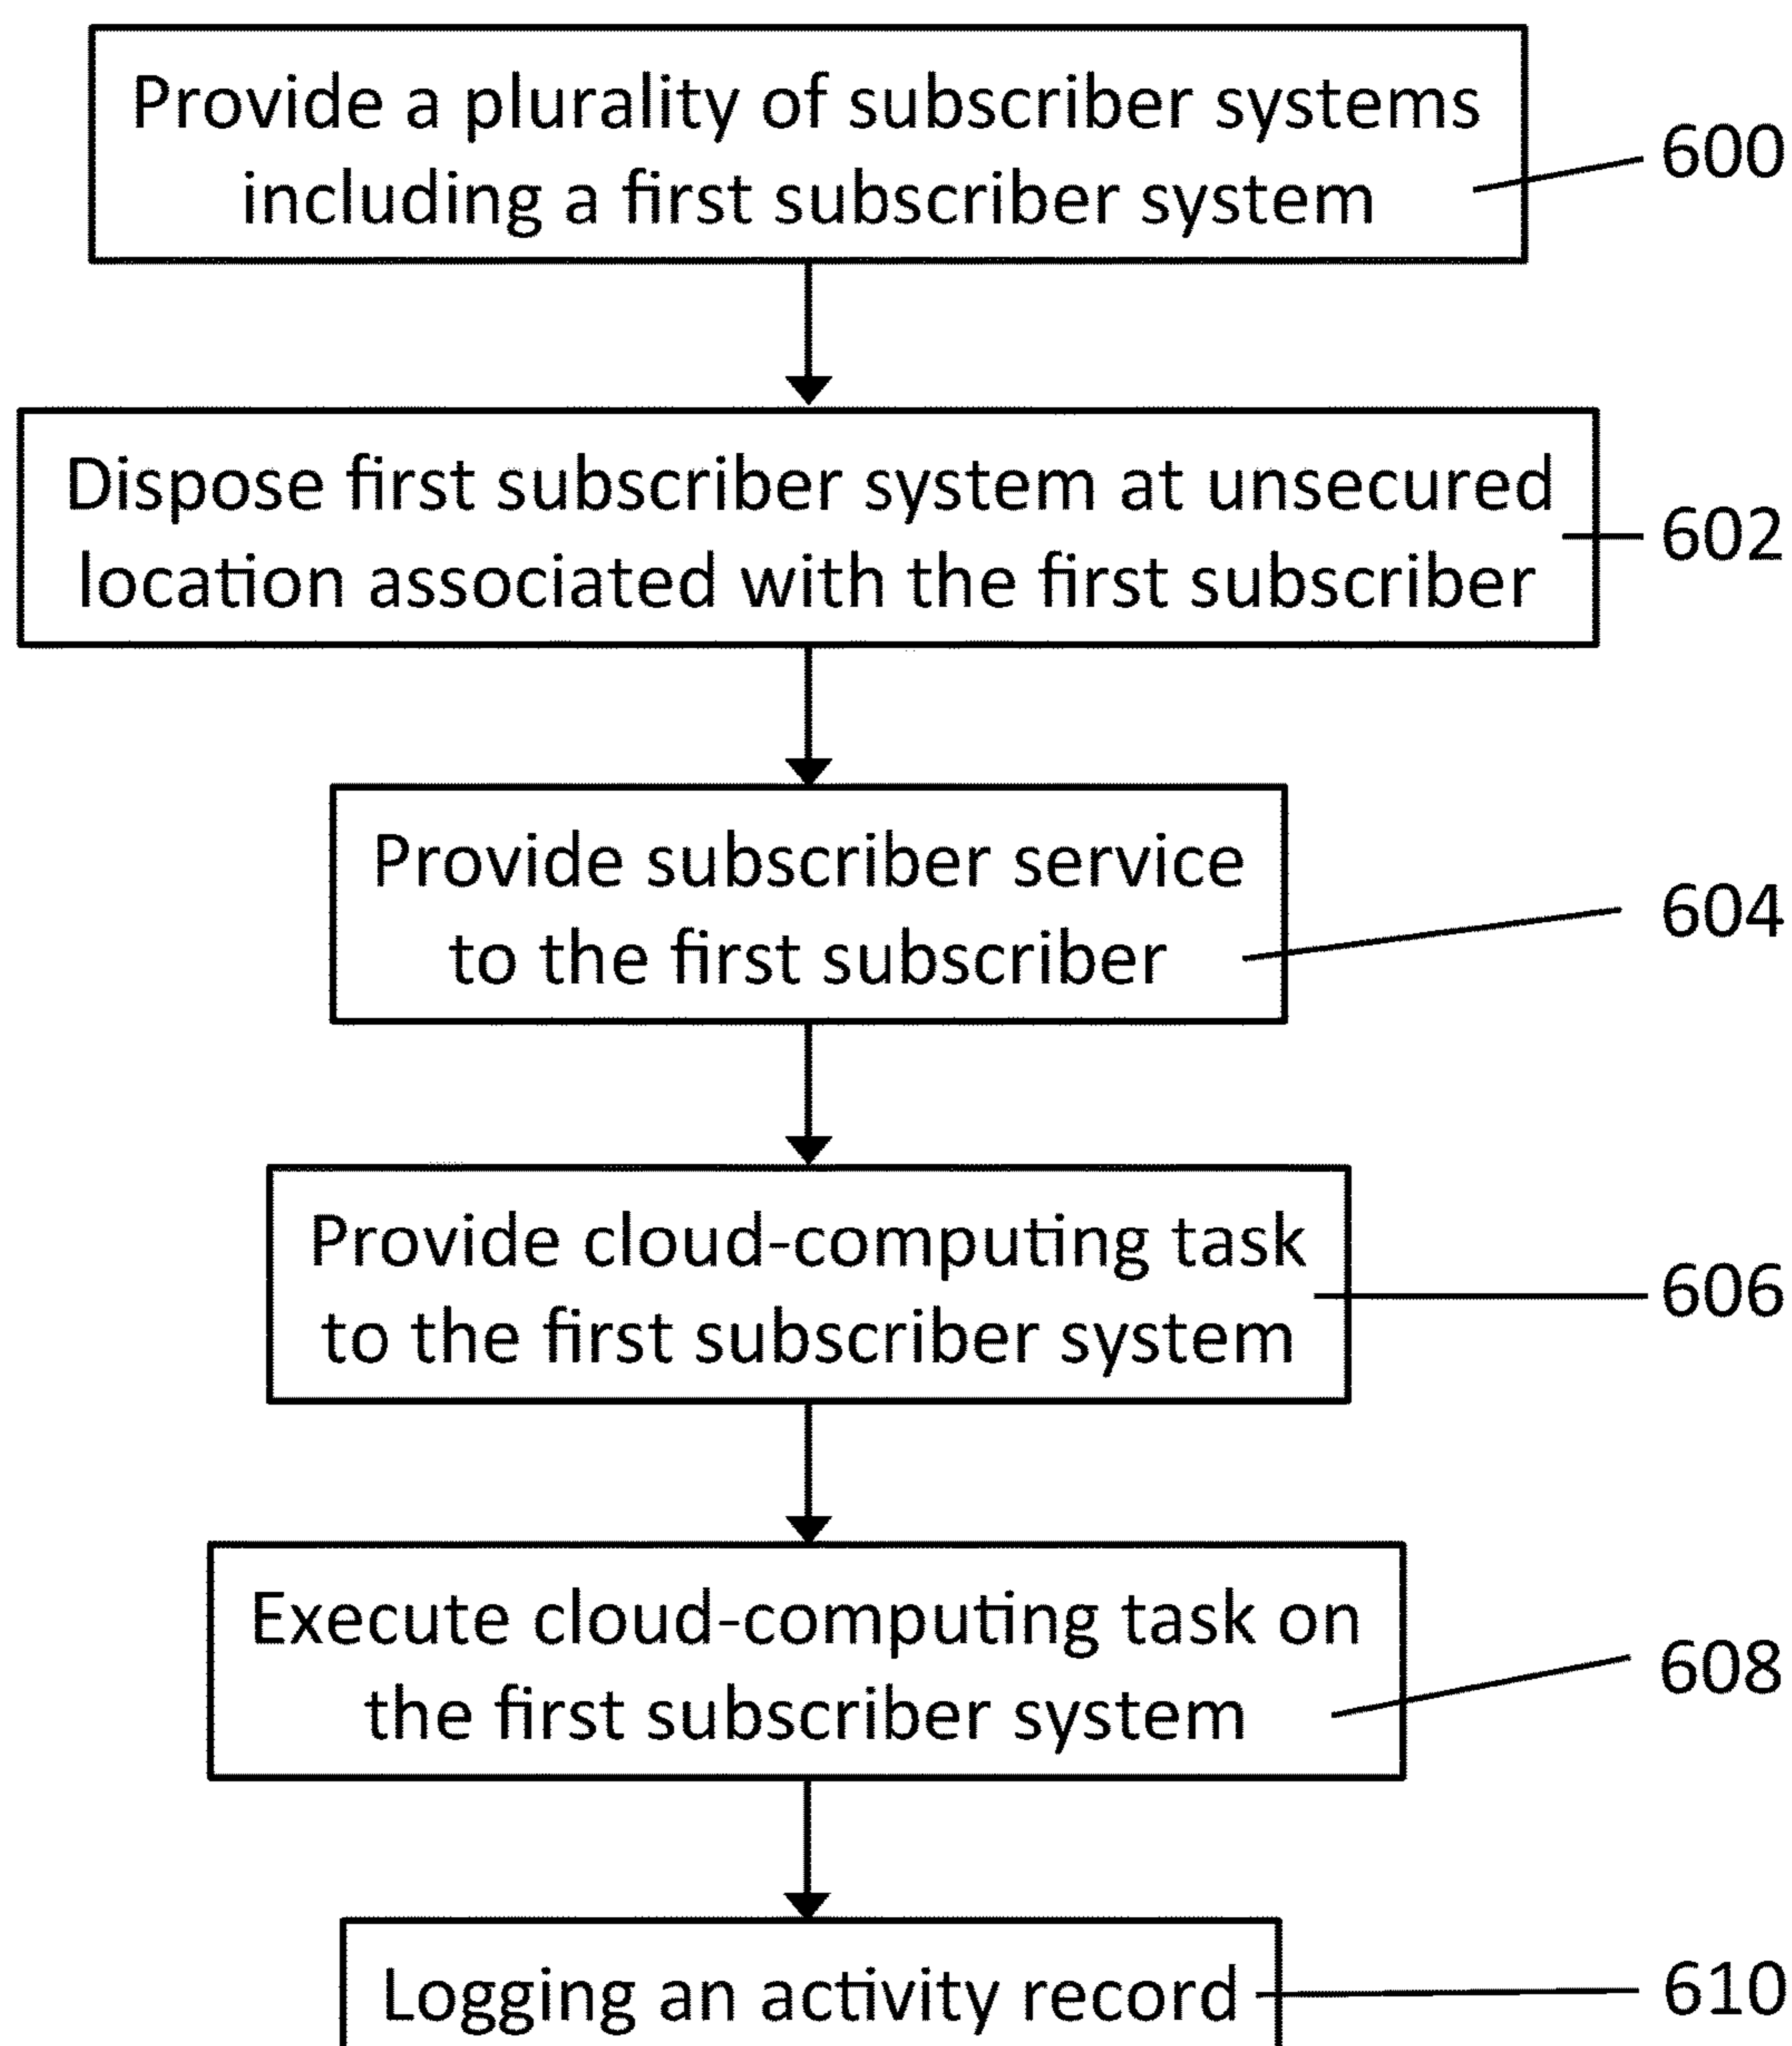 Provide a plurality of subscriber systems
including a first subscriber system
600
Dispose first subscriber system at unsecured
location associated with the first subscriber
602
Provide subscriber service
to the first subscriber
604
Provide cloud-computing task
to the first subscriber system
606
Execute cloud-computing task on
the first subscriber system
608
Logging an activity record
610